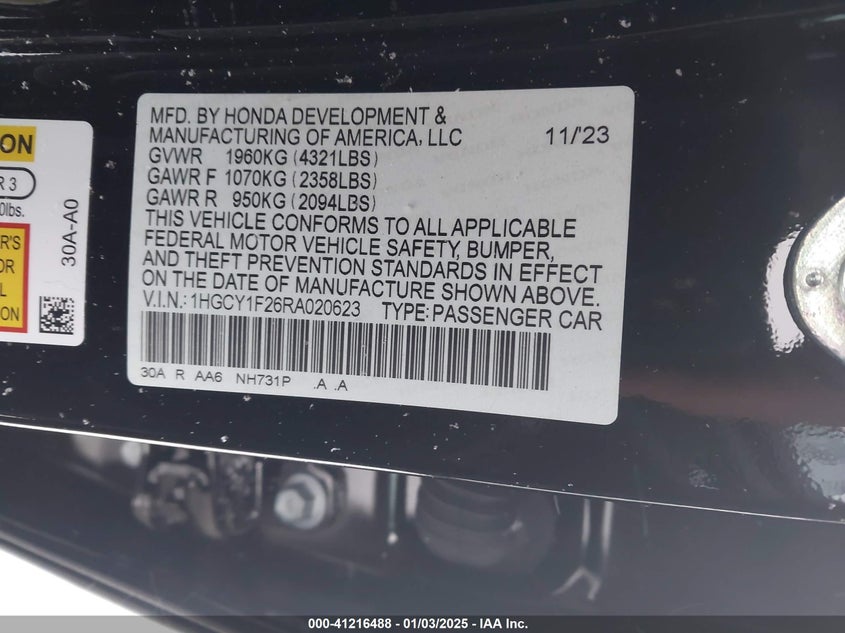 ON
R 3
0lbs.
R'S
OR
L
ION
30A-A0
MFD. BY HONDA DEVELOPMENT &
MANUFACTURING OF AMERICA, LLC 11/'23
GVWR 1960KG (4321LBS)
GAWR F 1070KG (2358LBS)
GAWR R 950KG (2094LBS)
THIS VEHICLE CONFORMS TO ALL APPLICABLE
FEDERAL MOTOR VEHICLE SAFETY, BUMPER,
AND THEFT PREVENTION STANDARDS IN EFFECT
ON THE DATE OF MANUFACTURE SHOWN ABOVE.
V.I.N.: 1HGCY1F26RA020623 TYPE: PASSENGER CAR
30A R AA6 NH731P .A .A
000-41216488 - 01/03/2025 - IAA Inc.